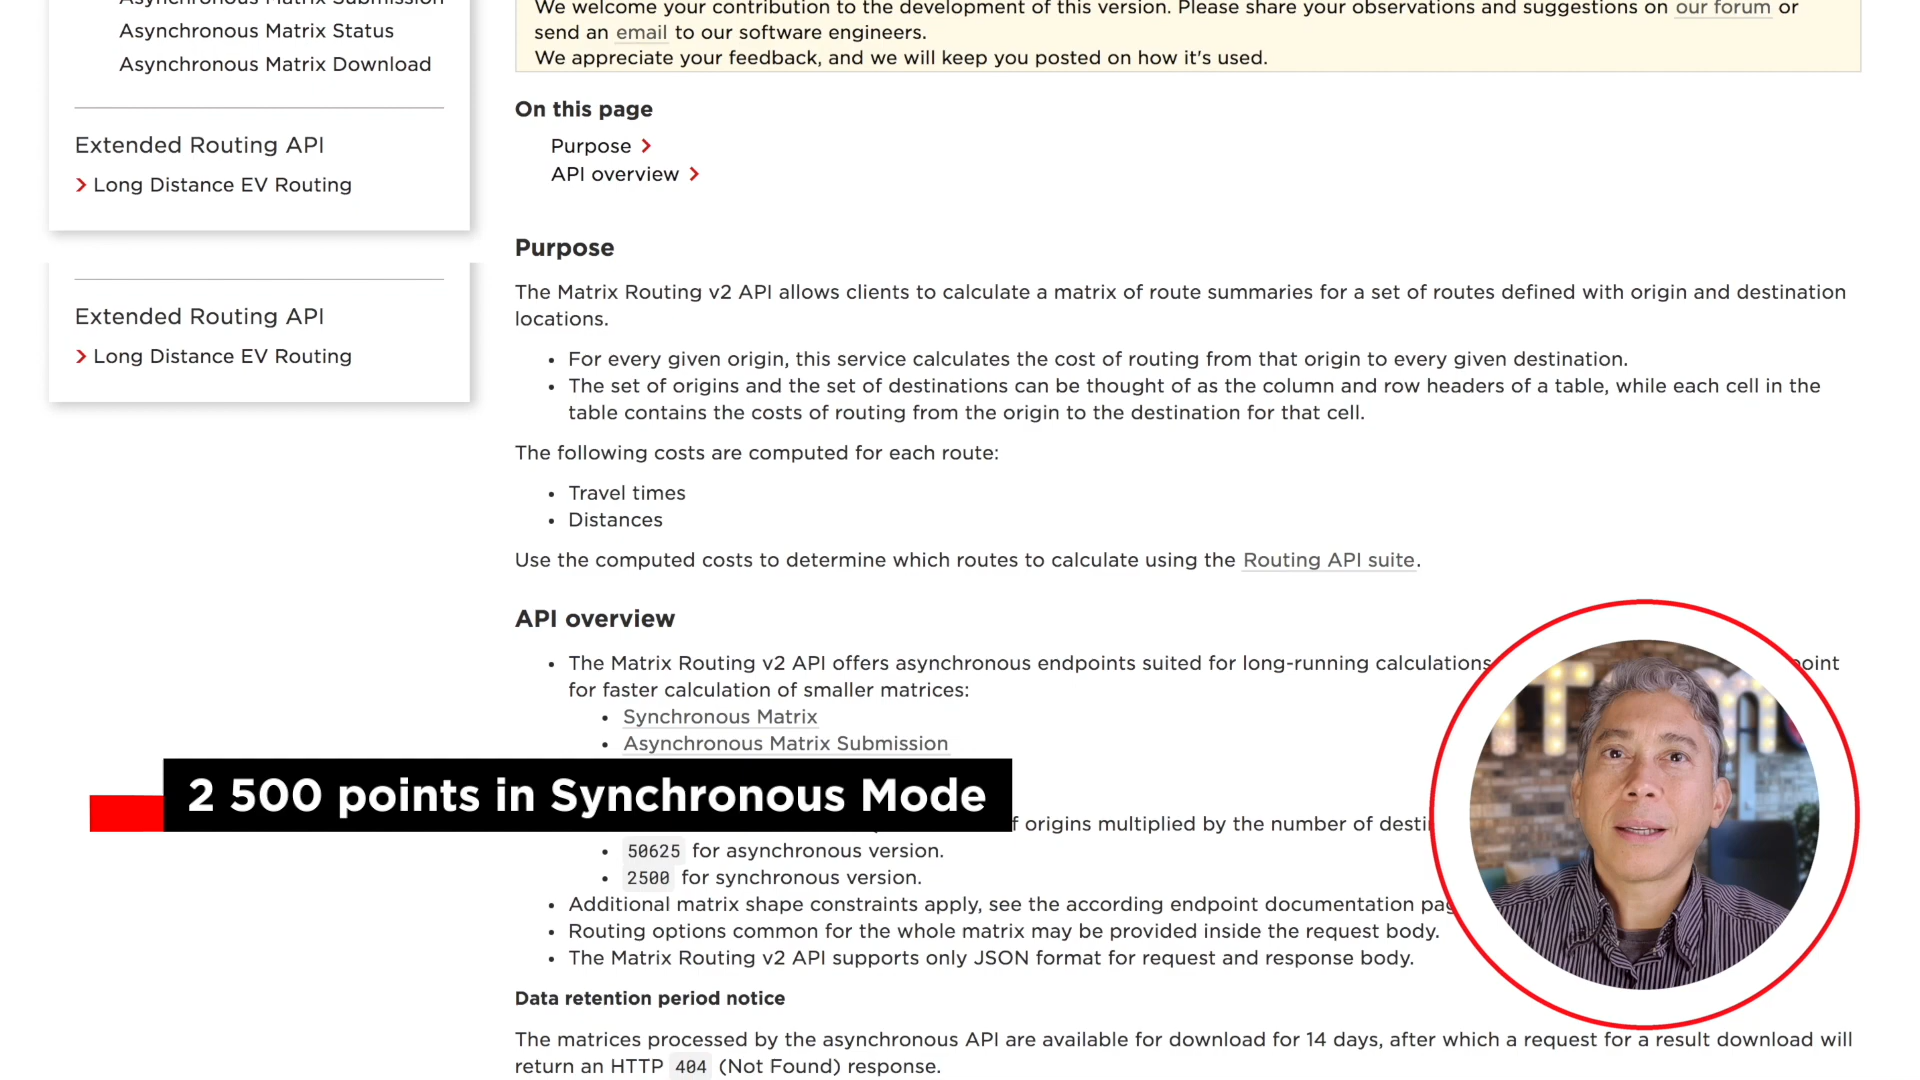 Asynchronous Matrix Submission
Asynchronous Matrix Status
Asynchronous Matrix Download
Extended Routing API
Long Distance EV Routing
Extended Routing API
Long Distance EV Routing
We welcome your contribution to the development of this version. Please share your observations and suggestions on our forum or
send an email to our software engineers.
We appreciate your feedback, and we will keep you posted on how it's used.
On this page
Purpose
API overview
Purpose
The Matrix Routing v2 API allows clients to calculate a matrix of route summaries for a set of routes defined with origin and destination
locations.
• For every given origin, this service calculates the cost of routing from that origin to every given destination.
• The set of origins and the set of destinations can be thought of as the column and row headers of a table, while each cell in the
table contains the costs of routing from the origin to the destination for that cell.
The following costs are computed for each route:
• Travel times
• Distances
Use the computed costs to determine which routes to calculate using the Routing API suite.
API overview
• The Matrix Routing v2 API offers asynchronous endpoints suited for long-running calculations
for faster calculation of smaller matrices:
• Synchronous Matrix
• Asynchronous Matrix Submission
2 500 points in Synchronous Mode
of origins multiplied by the number of
• 50625 for asynchronous version.
• 2500 for synchronous version.
• Additional matrix shape constraints apply, see the according endpoint documentation
• Routing options common for the whole matrix may be provided inside the request body.
• The Matrix Routing v2 API supports only JSON format for request and response body.
Data retention period notice
The matrices processed by the asynchronous API are available for download for 14 days, after which a request for a result download will
return an HTTP 404 (Not Found) response.